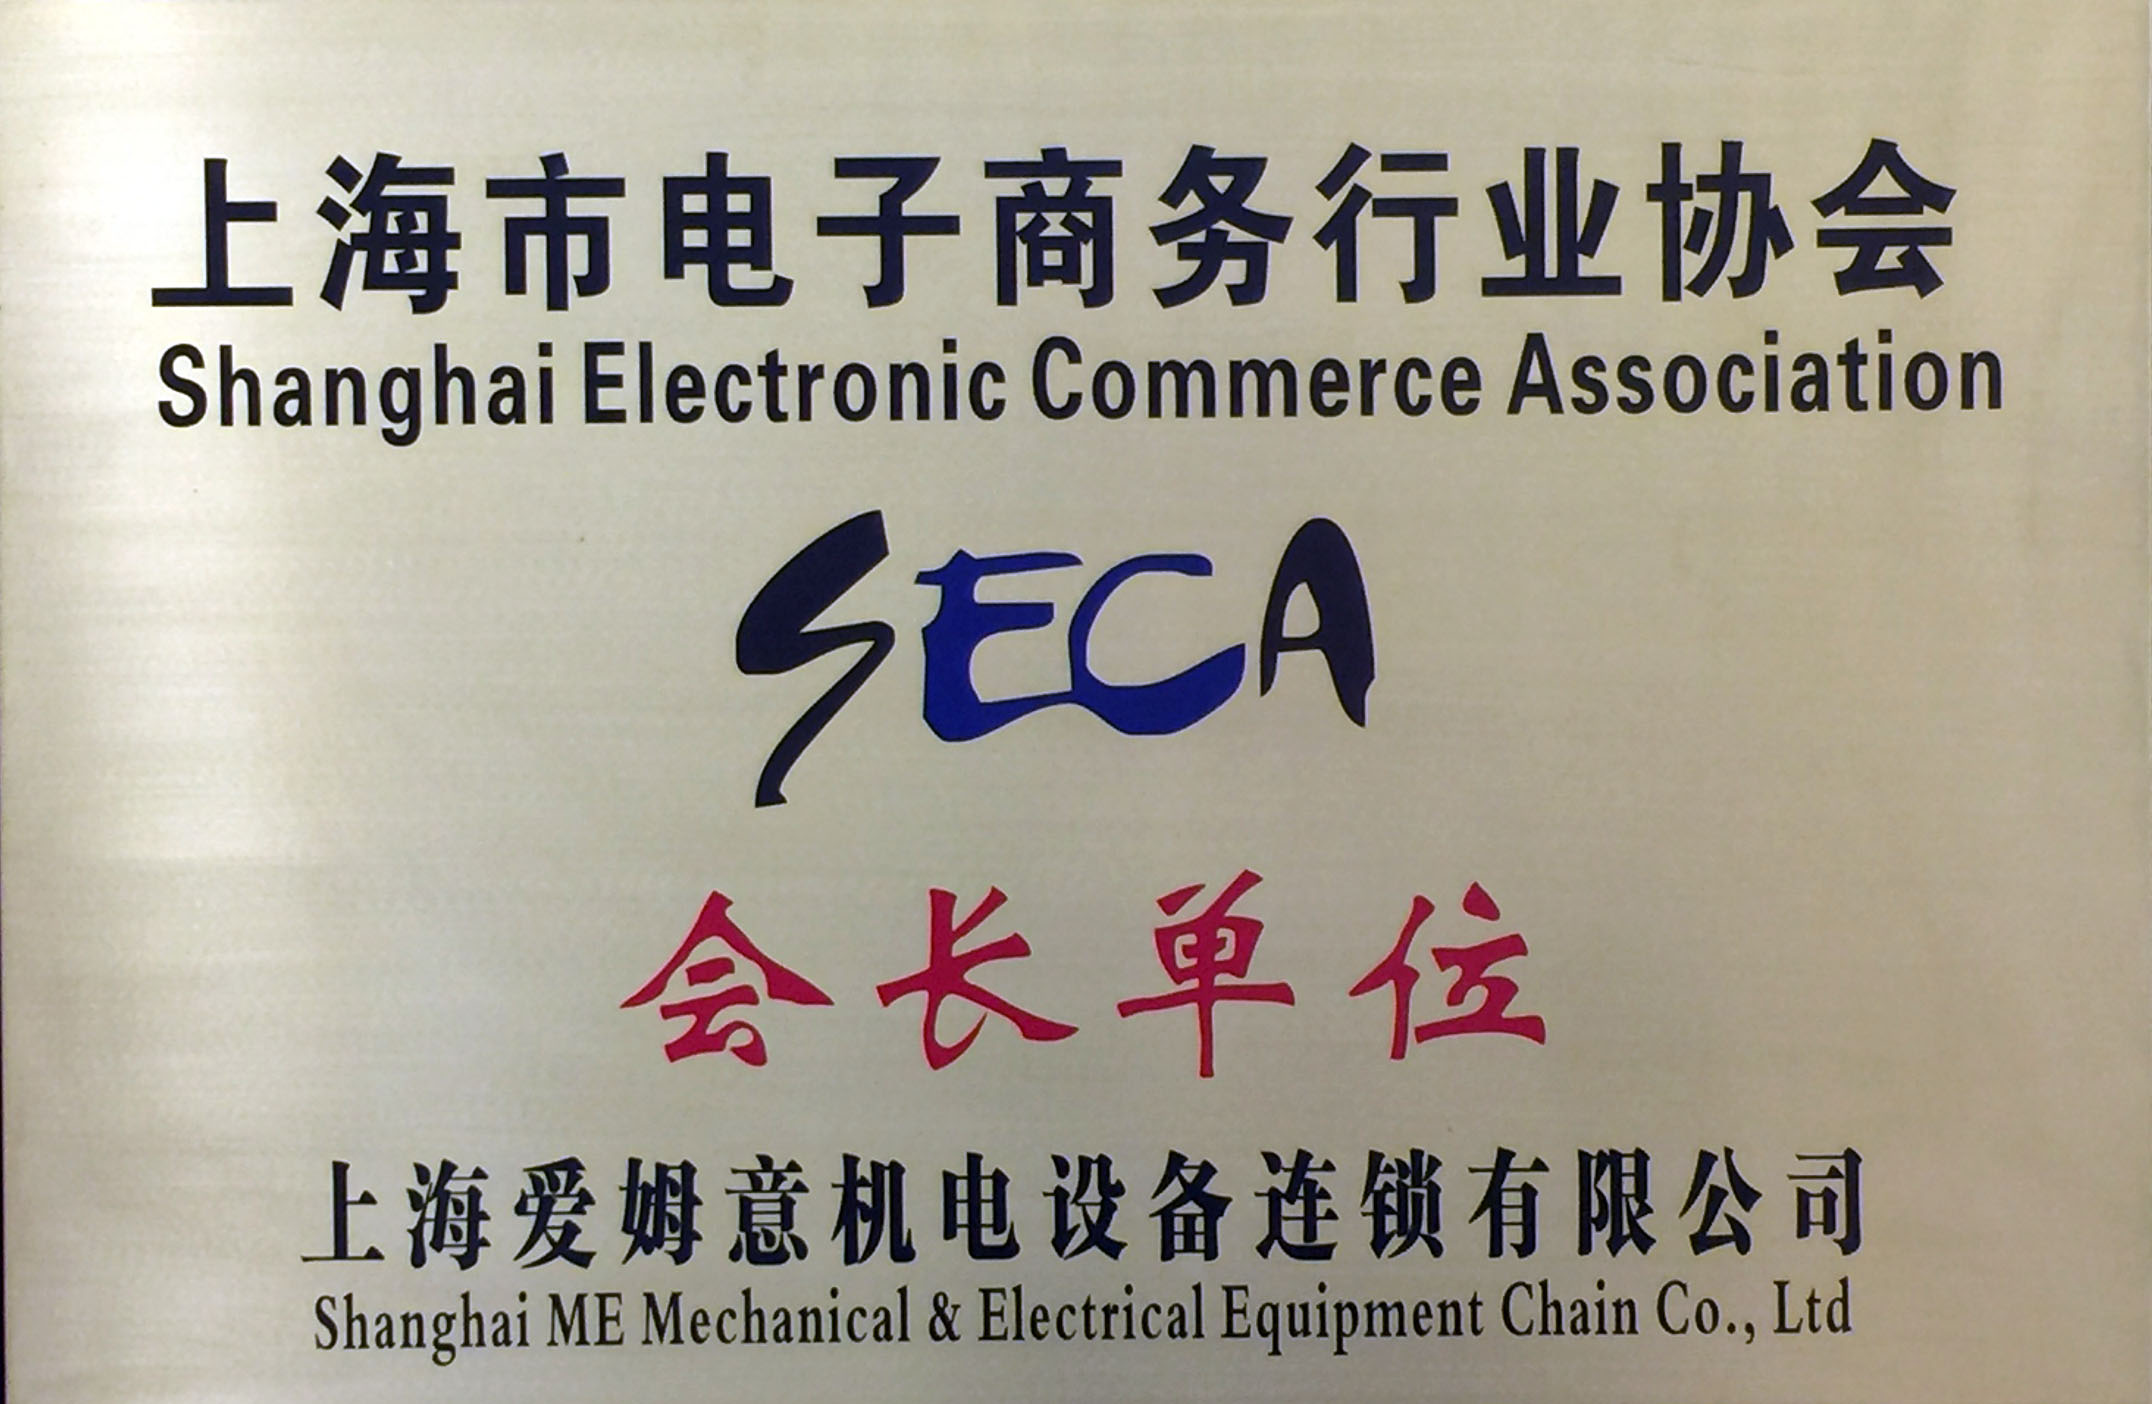 上海市电子商务行业协会
Shanghai Electronic Commerce Association
SECA
会长单位
上海爱姆意机电设备连锁有限公司
Shanghai ME Mechanical & Electrical Equipment Chain Co., Ltd